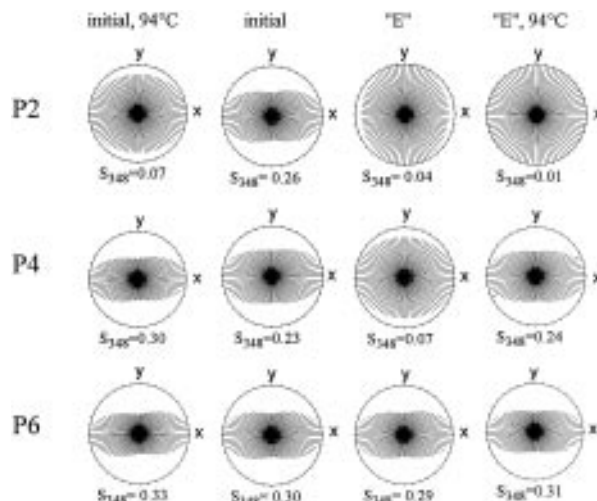 initial, 94°C initial "E" "E", 94°C
y y y y
P2 x x x x
S348=0.07 S348= 0.26 S348= 0.04 S348= 0.01
y y y y
P4 x x x x
S348=0.30 S348=0.23 S348=0.07 S348=0.24
y y y y
P6 x x x x
S348=0.33 S348=0.30 S348=0.29 S348=0.31